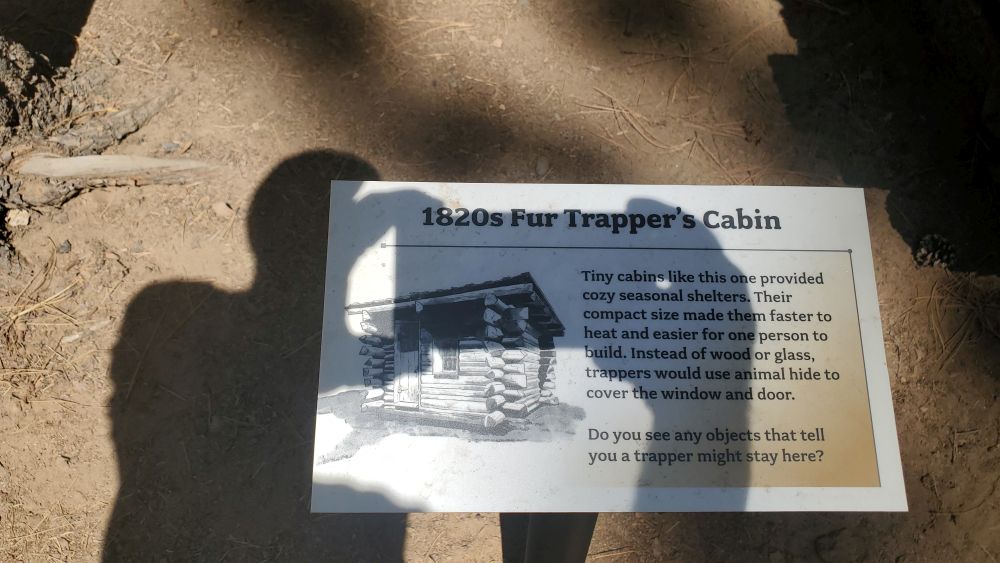 1820s Fur Trapper's Cabin
Tiny cabins like this one provided
cozy seasonal shelters. Their
compact size made them faster to
heat and easier for one person to
build. Instead of wood or glass,
trappers would use animal hide to
cover the window and door.
Do you see any objects that tell
you a trapper might stay here?